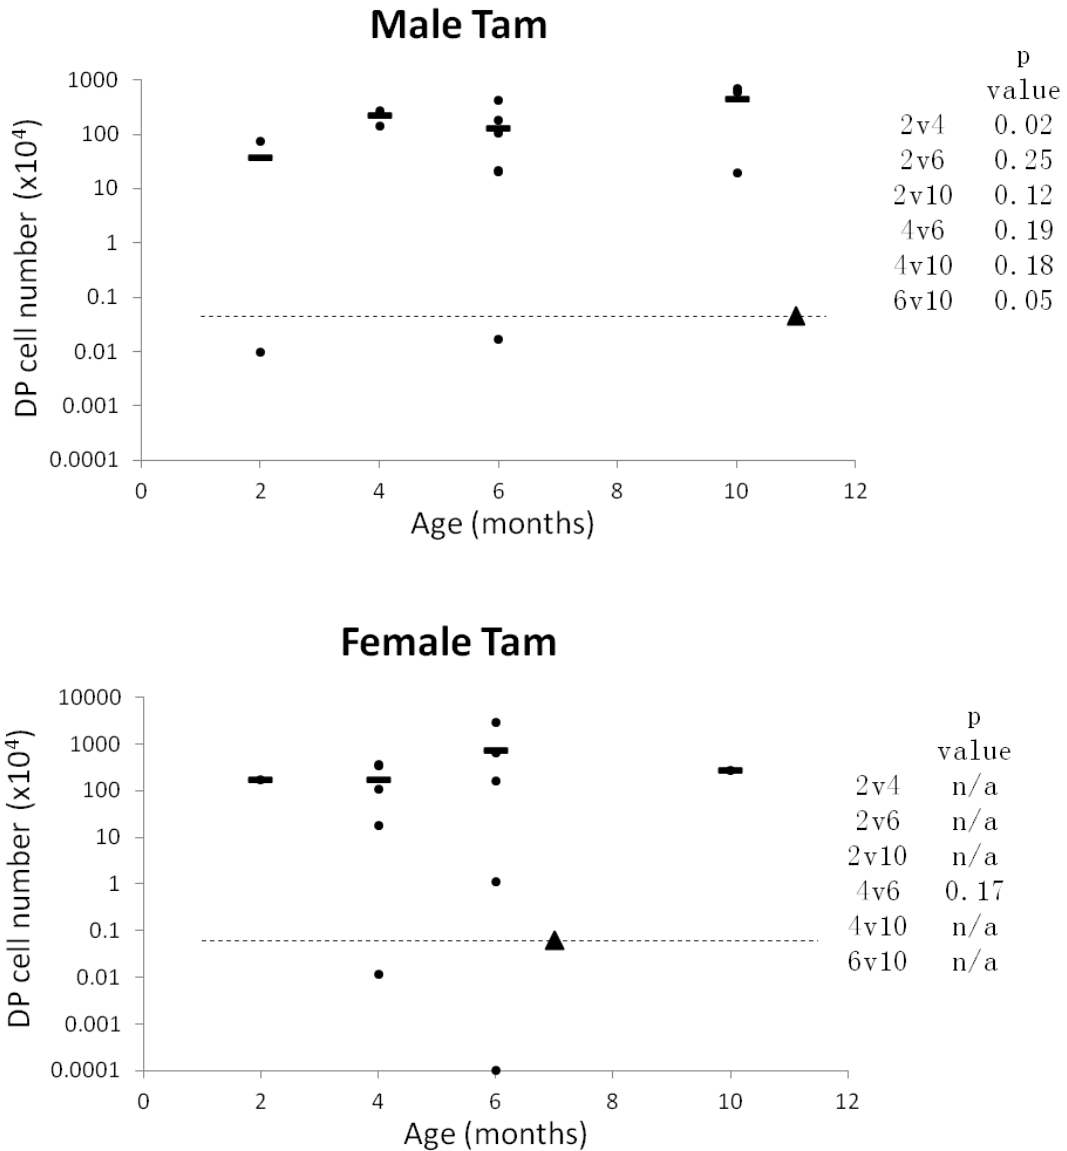 Male Tam
DP cell number (x10⁴)
1000
100
10
1
0.1
0.01
0.001
0.0001
0 2 4 6 8 10 12
Age (months)
p
value
2v4 0.02
2v6 0.25
2v10 0.12
4v6 0.19
4v10 0.18
6v10 0.05
Female Tam
DP cell number (x10⁴)
10000
1000
100
10
1
0.1
0.01
0.001
0.0001
0 2 4 6 8 10 12
Age (months)
p
value
2v4 n/a
2v6 n/a
2v10 n/a
4v6 0.17
4v10 n/a
6v10 n/a